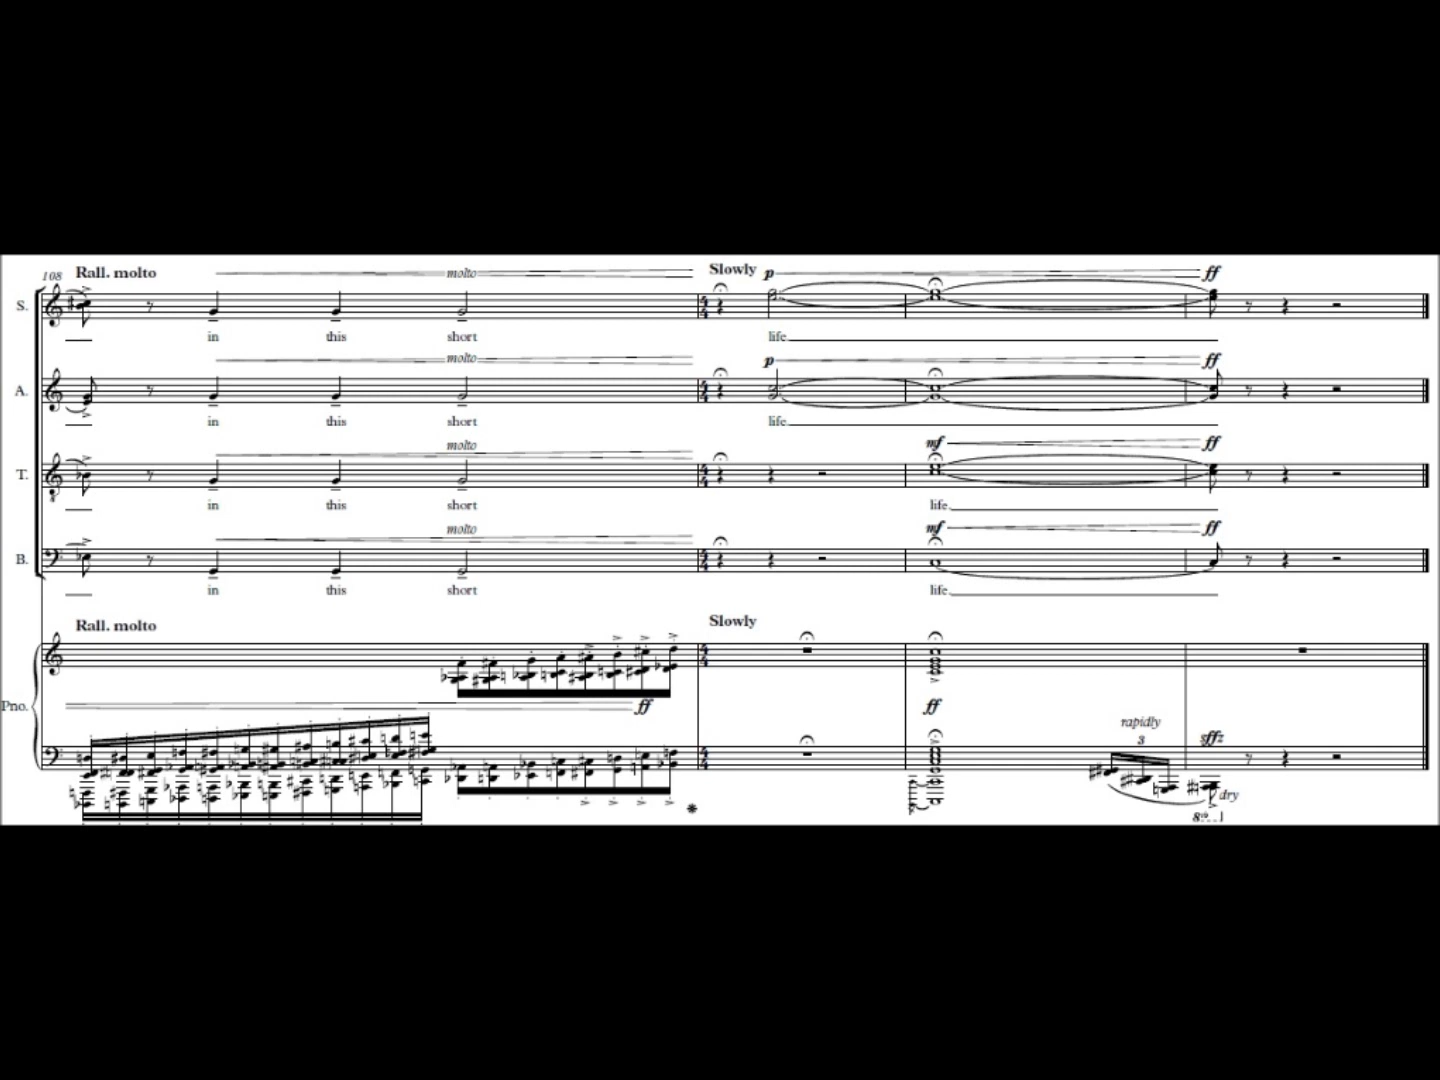 108 Rall. molto molto Slowly p ff
S.
in this short life
molto p ff
A.
in this short life
molto mf ff
T.
8
in this short life
molto mf ff
B.
in this short life
Rall. molto Slowly
Pno. ff ff
rapidly
3 sffz
dry
8vb